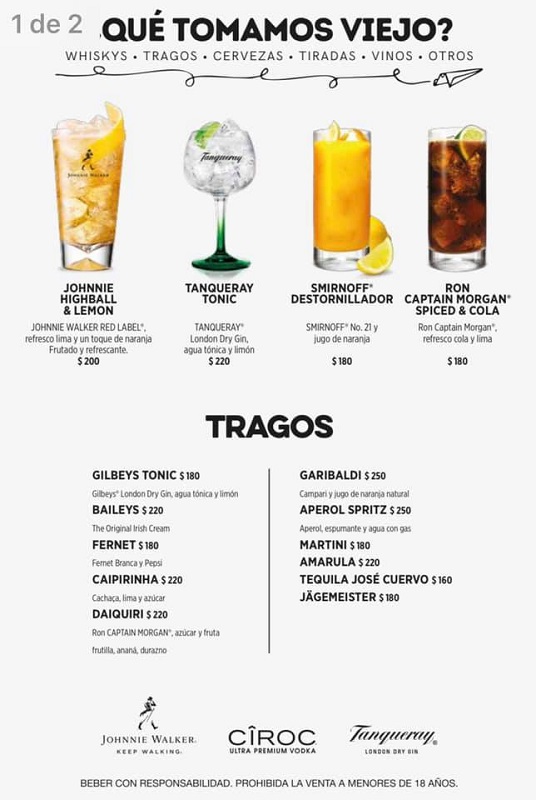 1 de 2
¿QUÉ TOMAMOS VIEJO?
WHISKYS • TRAGOS • CERVEZAS • TIRADAS • VINOS • OTROS
JOHNNIE WALKER
Tanqueray
JOHNNIE
HIGHBALL
& LEMON
JOHNNIE WALKER RED LABEL®,
refresco lima y un toque de naranja
Frutado y refrescante.
$ 200
TANQUERAY
TONIC
TANQUERAY®
London Dry Gin,
agua tónica y limón
$ 220
SMIRNOFF®
DESTORNILLADOR
SMIRNOFF® No. 21 y
jugo de naranja
$ 180
RON
CAPTAIN MORGAN®
SPICED & COLA
Ron Captain Morgan®,
refresco cola y lima
$ 180
TRAGOS
GILBEYS TONIC $ 180
Gilbeys® London Dry Gin, agua tónica y limón
BAILEYS $ 220
The Original Irish Cream
FERNET $ 180
Fernet Branca y Pepsi
CAIPIRINHA $ 220
Cachaça, lima y azúcar
DAIQUIRI $ 220
Ron CAPTAIN MORGAN®, azúcar y fruta
frutilla, ananá, durazno
GARIBALDI $ 250
Campari y jugo de naranja natural
APEROL SPRITZ $ 250
Aperol, espumante y agua con gas
MARTINI $ 180
AMARULA $ 220
TEQUILA JOSÉ CUERVO $ 160
JÄGEMEISTER $ 180
JOHNNIE WALKER.
KEEP WALKING.
CÎROC
ULTRA PREMIUM VODKA
Tanqueray®
LONDON DRY GIN
BEBER CON RESPONSABILIDAD. PROHIBIDA LA VENTA A MENORES DE 18 AÑOS.